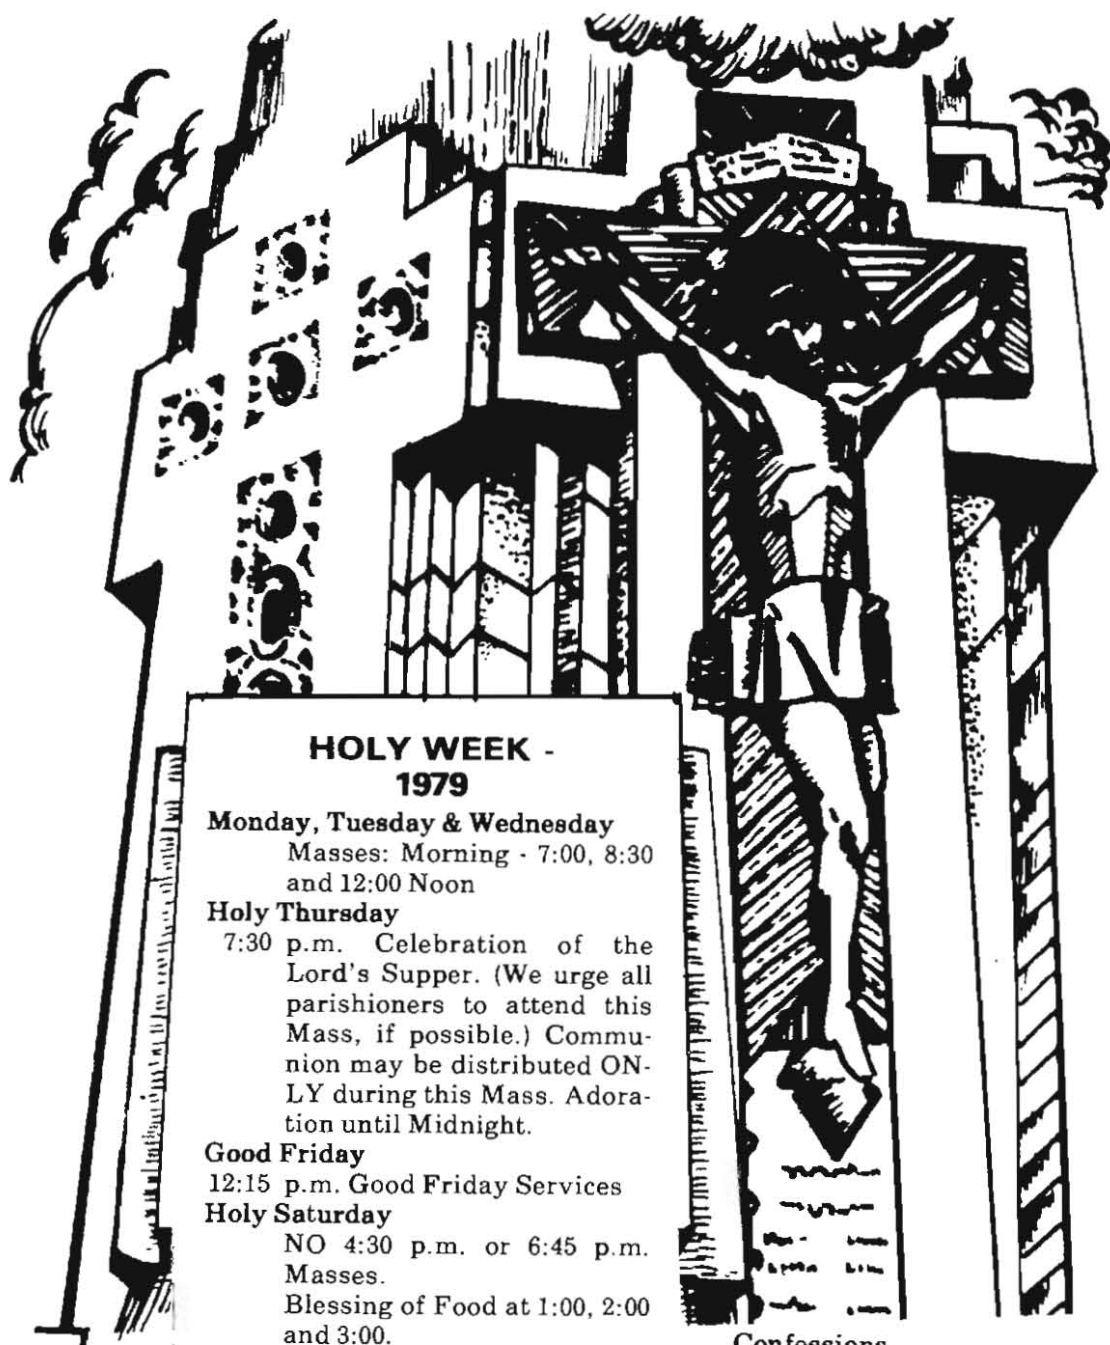 HOLY WEEK -
1979
Monday, Tuesday & Wednesday
Masses: Morning - 7:00, 8:30
and 12:00 Noon
Holy Thursday
7:30 p.m. Celebration of the
Lord's Supper. (We urge all
parishioners to attend this
Mass, if possible.) Commu-
nion may be distributed ON-
LY during this Mass. Adora-
tion until Midnight.
Good Friday
12:15 p.m. Good Friday Services
Holy Saturday
NO 4:30 p.m. or 6:45 p.m.
Masses.
Blessing of Food at 1:00, 2:00
and 3:00.
Confessions